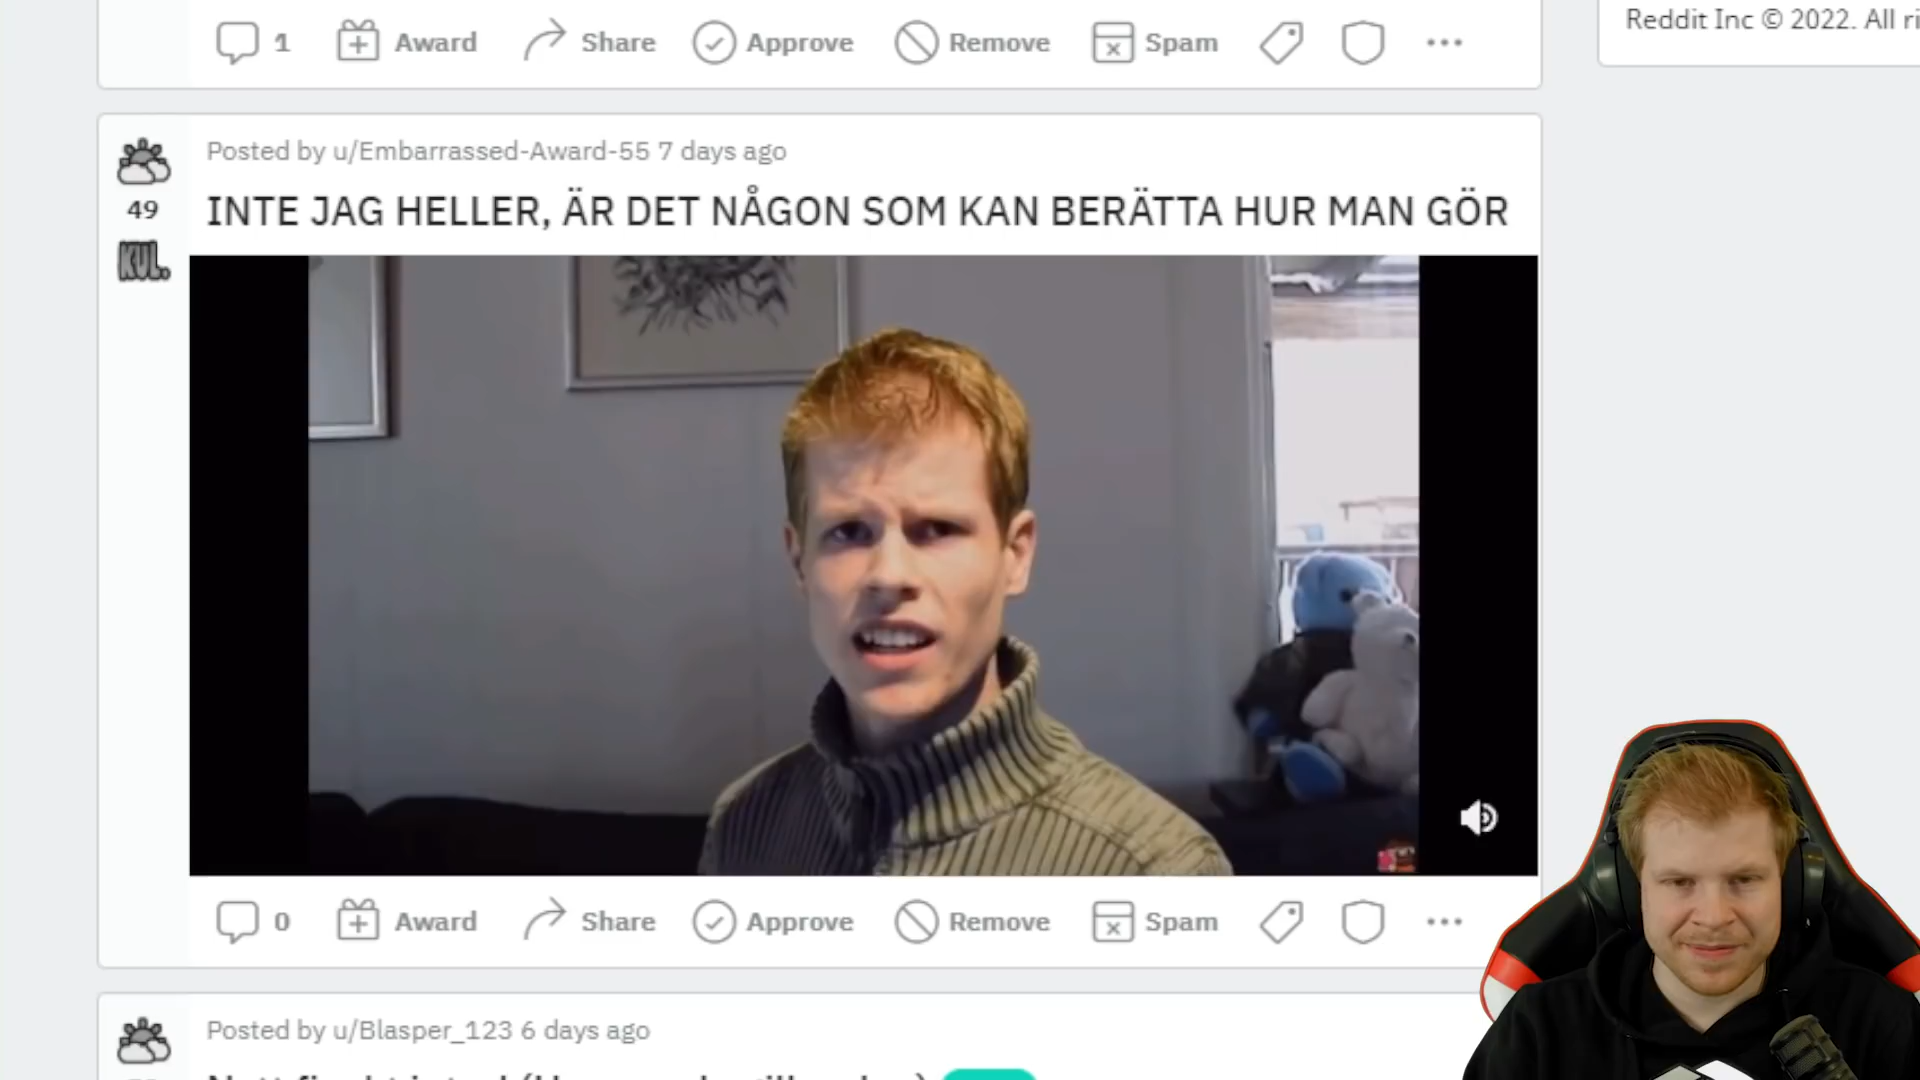 Reddit Inc © 2022. All ri
1 Award Share Approve Remove Spam
Posted by u/Embarrassed-Award-55 7 days ago
49
INTE JAG HELLER, ÄR DET NÅGON SOM KAN BERÄTTA HUR MAN GÖR
KUL.
0 Award Share Approve Remove Spam
Posted by u/Blasper_123 6 days ago